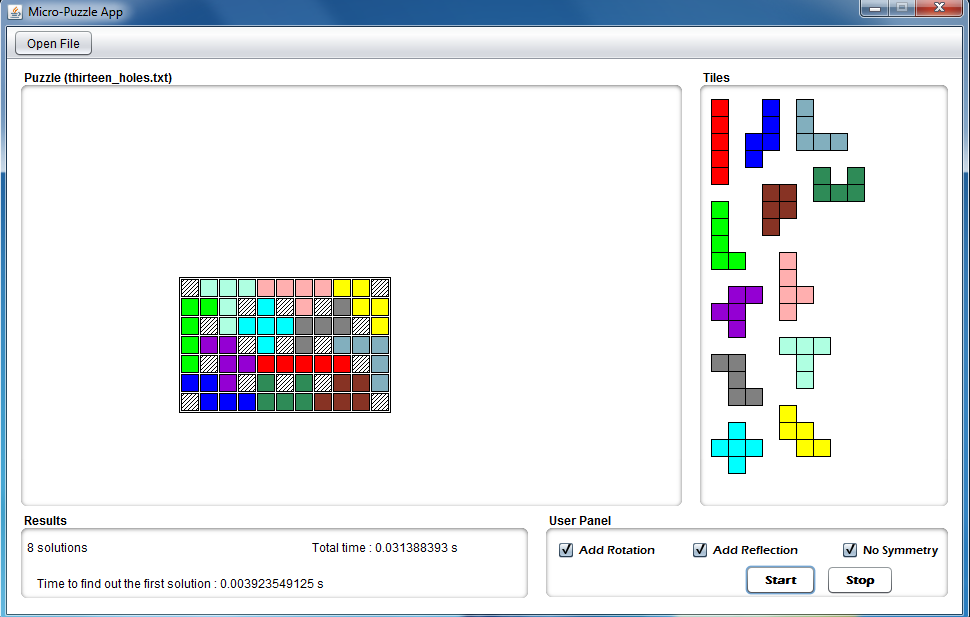 Micro-Puzzle App
Open File
Puzzle (thirteen_holes.txt)
Tiles
Results
8 solutions
Total time : 0.031388393 s
Time to find out the first solution : 0.003923549125 s
User Panel
Add Rotation
Add Reflection
No Symmetry
Start
Stop